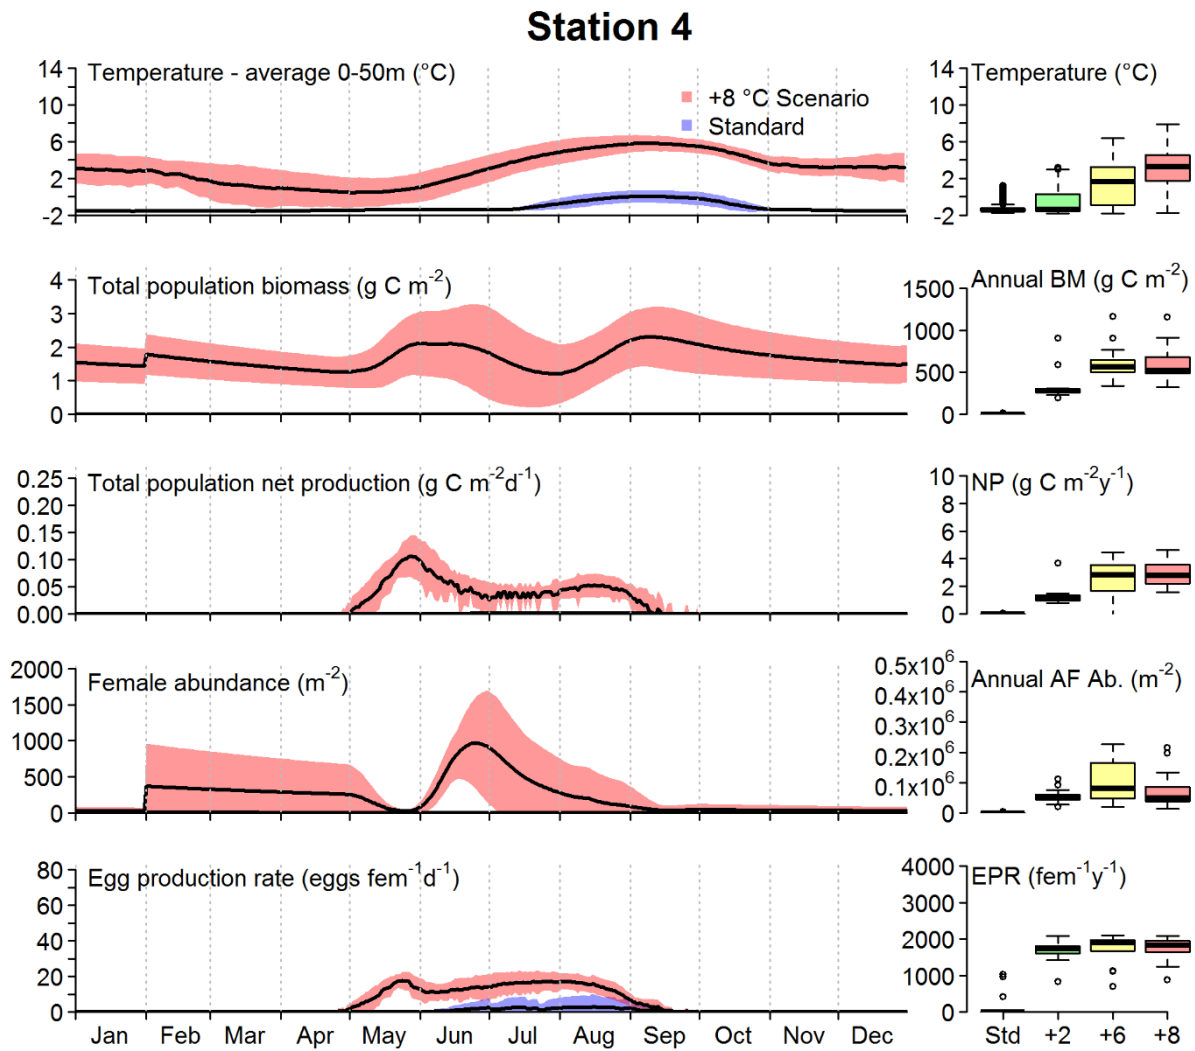 Station 4
Temperature - average 0-50m (°C)
+8 °C Scenario
Standard
14
10
6
2
-2
Temperature (°C)
14
10
6
2
-2
Total population biomass (g C m⁻²)
4
3
2
1
0
Annual BM (g C m⁻²)
1500
1000
500
0
Total population net production (g C m⁻²d⁻¹)
0.25
0.20
0.15
0.10
0.05
0.00
NP (g C m⁻²y⁻¹)
10
8
6
4
2
0
Female abundance (m⁻²)
2000
1500
1000
500
0
Annual AF Ab. (m⁻²)
0.5x10⁶
0.4x10⁶
0.3x10⁶
0.2x10⁶
0.1x10⁶
0
Egg production rate (eggs fem⁻¹d⁻¹)
80
60
40
20
0
EPR (fem⁻¹y⁻¹)
4000
3000
2000
1000
0
Jan Feb Mar Apr May Jun Jul Aug Sep Oct Nov Dec
Std +2 +6 +8